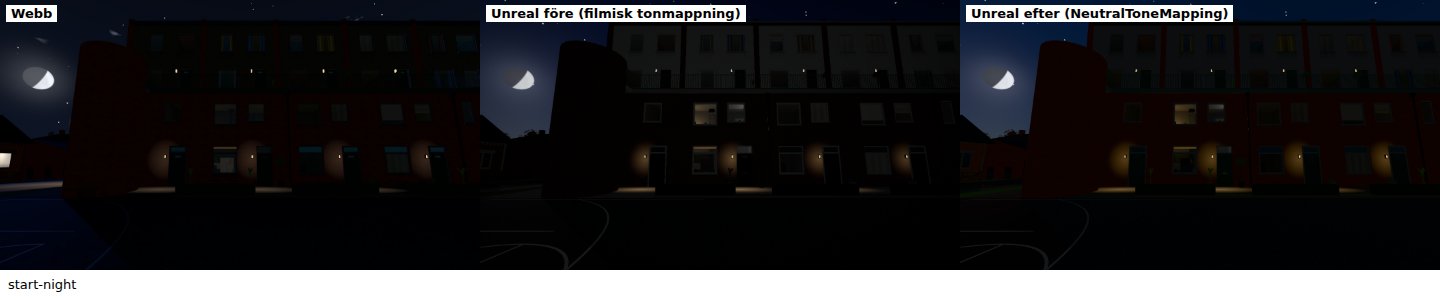 Webb
Unreal före (filmisk tonmappning)
Unreal efter (NeutralToneMapping)
start-night